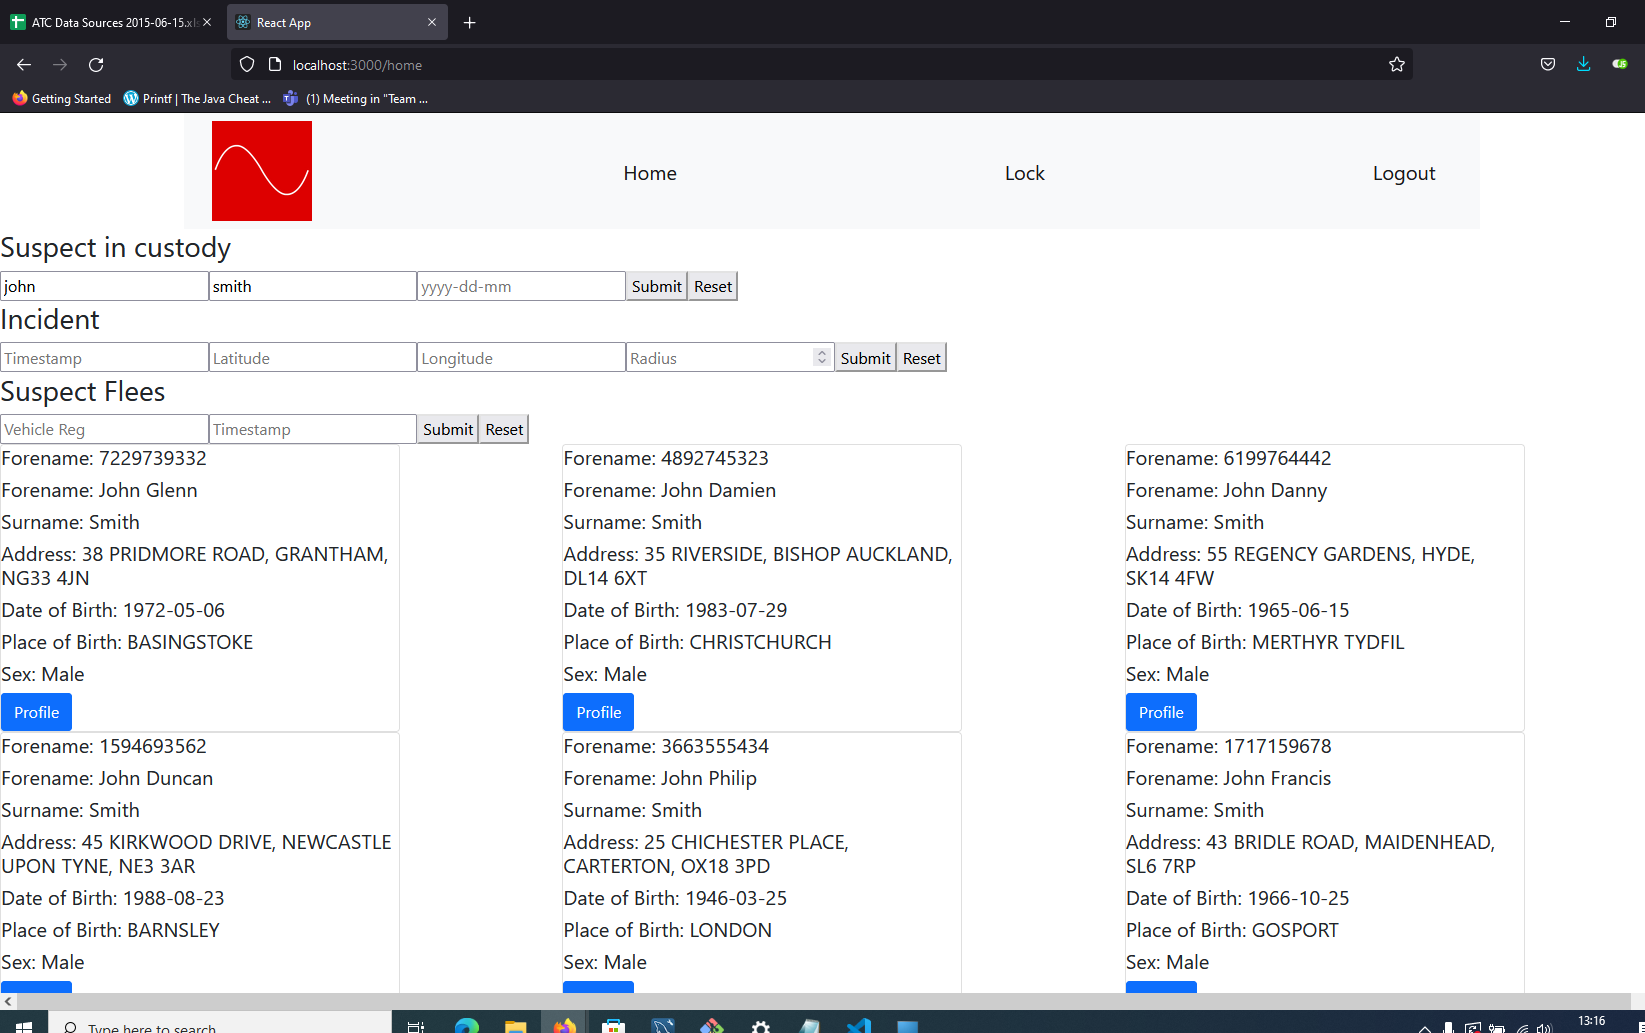 ATC Data Sources 2015-06-15.xls
React App
localhost:3000/home
Getting Started
Printf | The Java Cheat ...
(1) Meeting in "Team ...
Home
Lock
Logout
Suspect in custody
john
smith
yyyy-dd-mm
Submit
Reset
Incident
Timestamp
Latitude
Longitude
Radius
Submit
Reset
Suspect Flees
Vehicle Reg
Timestamp
Submit
Reset
Forename: 7229739332
Forename: John Glenn
Surname: Smith
Address: 38 PRIDMORE ROAD, GRANTHAM,
NG33 4JN
Date of Birth: 1972-05-06
Place of Birth: BASINGSTOKE
Sex: Male
Profile
Forename: 4892745323
Forename: John Damien
Surname: Smith
Address: 35 RIVERSIDE, BISHOP AUCKLAND,
DL14 6XT
Date of Birth: 1983-07-29
Place of Birth: CHRISTCHURCH
Sex: Male
Profile
Forename: 6199764442
Forename: John Danny
Surname: Smith
Address: 55 REGENCY GARDENS, HYDE,
SK14 4FW
Date of Birth: 1965-06-15
Place of Birth: MERTHYR TYDFIL
Sex: Male
Profile
Forename: 1594693562
Forename: John Duncan
Surname: Smith
Address: 45 KIRKWOOD DRIVE, NEWCASTLE
UPON TYNE, NE3 3AR
Date of Birth: 1988-08-23
Place of Birth: BARNSLEY
Sex: Male
Forename: 3663555434
Forename: John Philip
Surname: Smith
Address: 25 CHICHESTER PLACE,
CARTERTON, OX18 3PD
Date of Birth: 1946-03-25
Place of Birth: LONDON
Sex: Male
Forename: 1717159678
Forename: John Francis
Surname: Smith
Address: 43 BRIDLE ROAD, MAIDENHEAD,
SL6 7RP
Date of Birth: 1966-10-25
Place of Birth: GOSPORT
Sex: Male
Type here to search
13:16